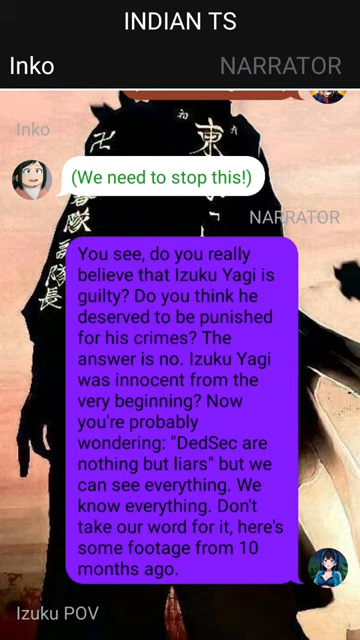 INDIAN TS
Inko
NARRATOR
Inko
(We need to stop this!)
NARRATOR
You see, do you really
believe that Izuku Yagi is
guilty? Do you think he
deserved to be punished
for his crimes? The
answer is no. Izuku Yagi
was innocent from the
very beginning? Now
you're probably
wondering: "DedSec are
nothing but liars" but we
can see everything. We
know everything. Don't
take our word for it, here's
some footage from 10
months ago.
Izuku POV
東
卍
隊
長